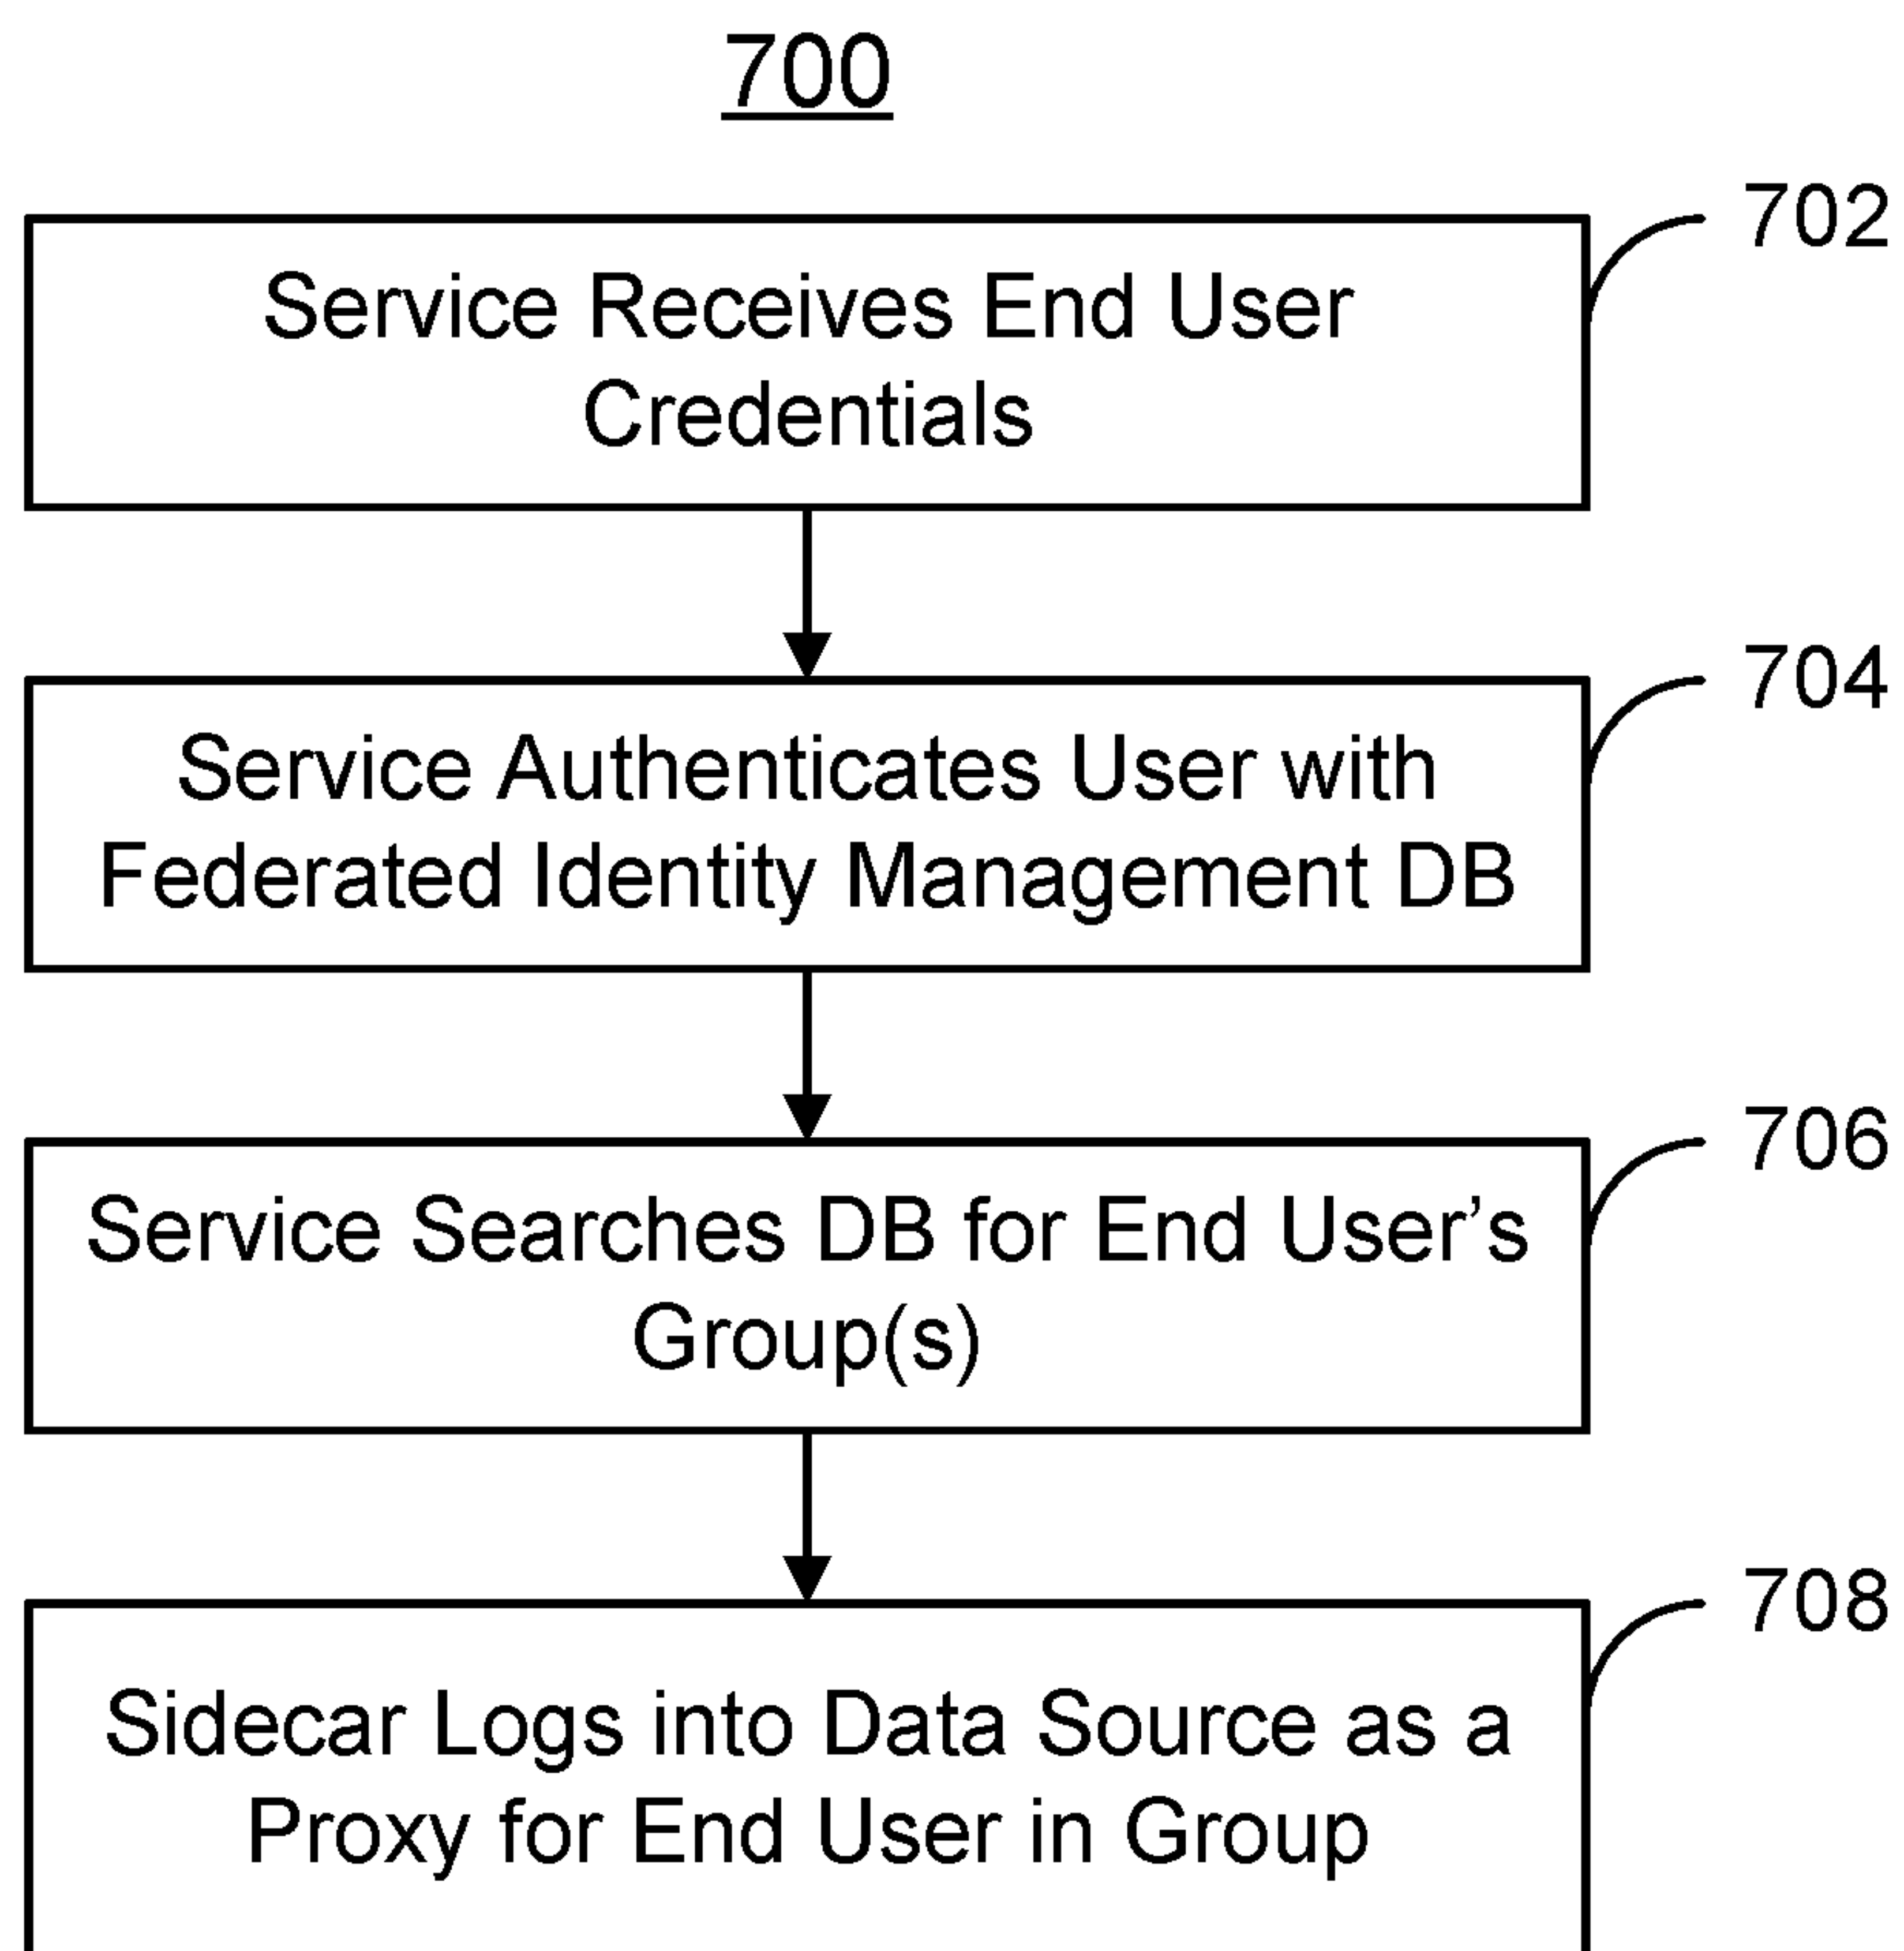 700
702
Service Receives End User
Credentials
704
Service Authenticates User with
Federated Identity Management DB
706
Service Searches DB for End User’s
Group(s)
708
Sidecar Logs into Data Source as a
Proxy for End User in Group